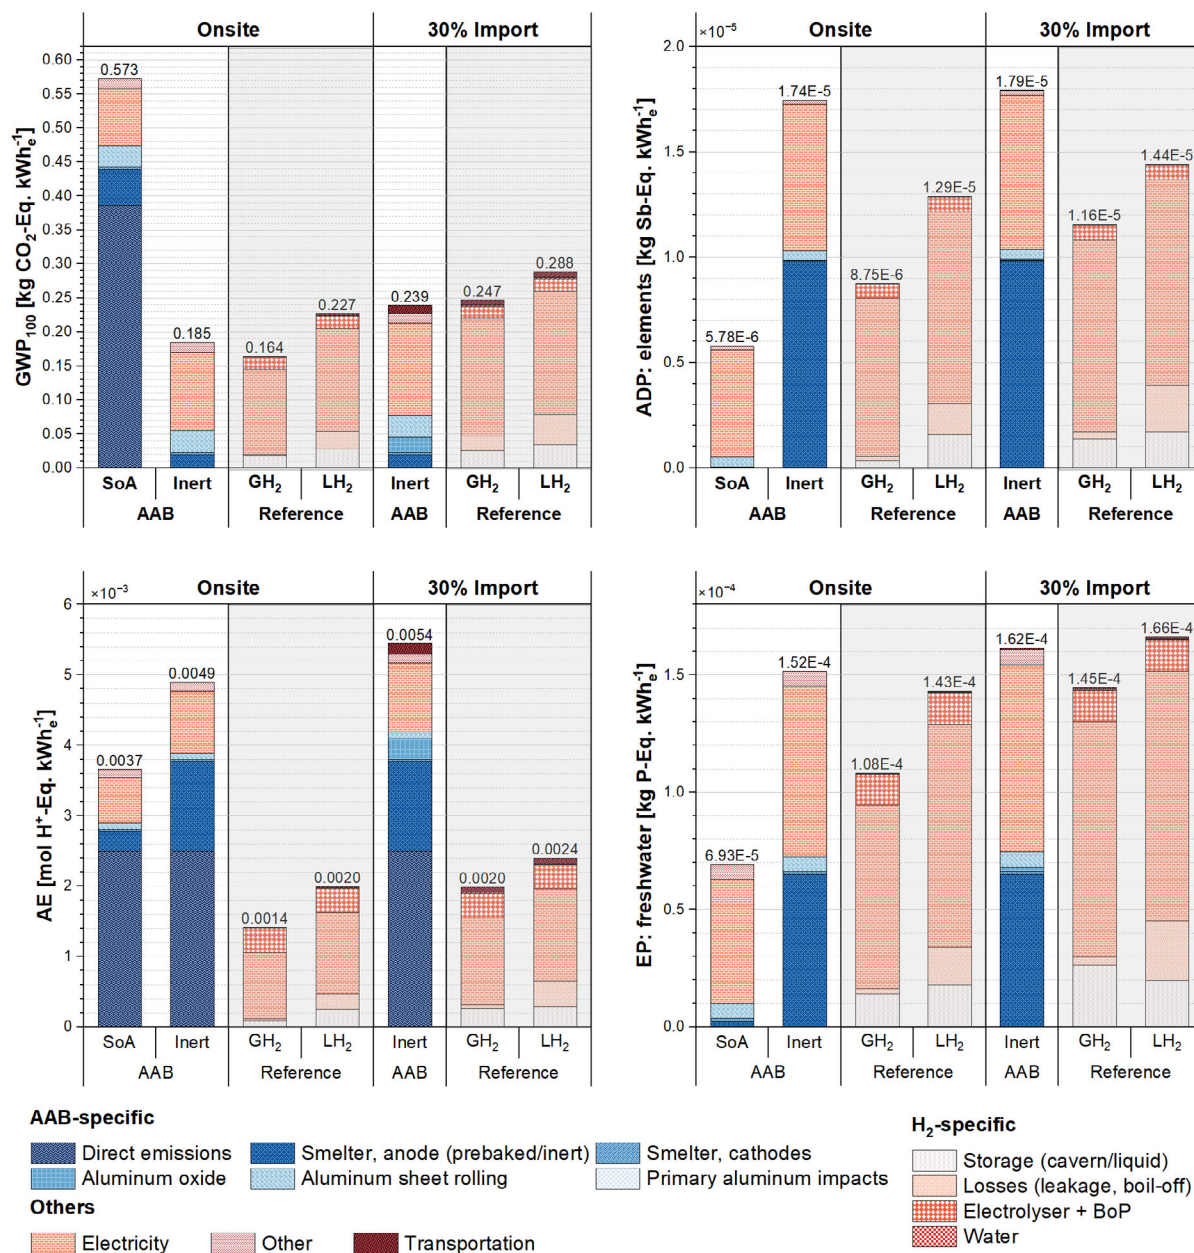 Onsite 30% Import
GWP₁₀₀ [kg CO₂-Eq. kWhₑ⁻¹]
0.60
0.55
0.50
0.45
0.40
0.35
0.30
0.25
0.20
0.15
0.10
0.05
0.00
0.573
0.185
0.164
0.227
0.239
0.247
0.288
SoA Inert GH₂ LH₂ Inert GH₂ LH₂
AAB Reference AAB Reference
Onsite 30% Import
×10⁻⁵
ADP: elements [kg Sb-Eq. kWhₑ⁻¹]
2.0
1.5
1.0
0.5
0.0
5.78E-6
1.74E-5
8.75E-6
1.29E-5
1.79E-5
1.16E-5
1.44E-5
SoA Inert GH₂ LH₂ Inert GH₂ LH₂
AAB Reference AAB Reference
Onsite 30% Import
×10⁻³
AE [mol H⁺-Eq. kWhₑ⁻¹]
6
4
3
2
1
0
0.0037
0.0049
0.0014
0.0020
0.0054
0.0020
0.0024
SoA Inert GH₂ LH₂ Inert GH₂ LH₂
AAB Reference AAB Reference
Onsite 30% Import
×10⁻⁴
EP: freshwater [kg P-Eq. kWhₑ⁻¹]
1.5
1.0
0.5
0.0
6.93E-5
1.52E-4
1.08E-4
1.43E-4
1.62E-4
1.45E-4
1.66E-4
SoA Inert GH₂ LH₂ Inert GH₂ LH₂
AAB Reference AAB Reference
AAB-specific
Direct emissions Smelter, anode (prebaked/inert) Smelter, cathodes
Aluminum oxide Aluminum sheet rolling Primary aluminum impacts
Others
Electricity Other Transportation
H₂-specific
Storage (cavern/liquid)
Losses (leakage, boil-off)
Electrolyser + BoP
Water